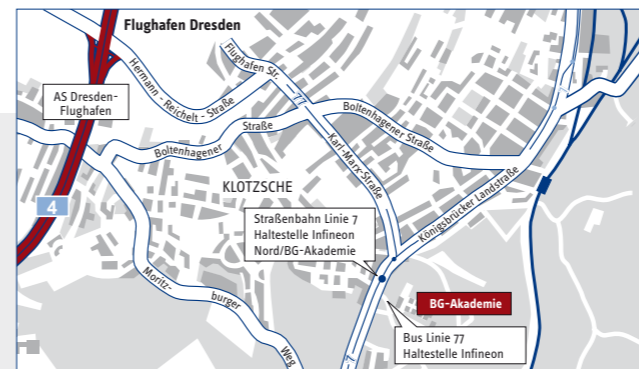 Flughafen Dresden
Flughafen Str.
77
Hermann - Reichelt - Straße
AS Dresden-
Flughafen
Boltenhagener Straße
Boltenhagener
Straße
Karl-Marx-Straße
KLOTZSCHE
Königsbrücker Landstraße
4
Straßenbahn Linie 7
Haltestelle Infineon
Nord/BG-Akademie
Moritz-
burger
Weg
BG-Akademie
Bus Linie 77
Haltestelle Infineon
7